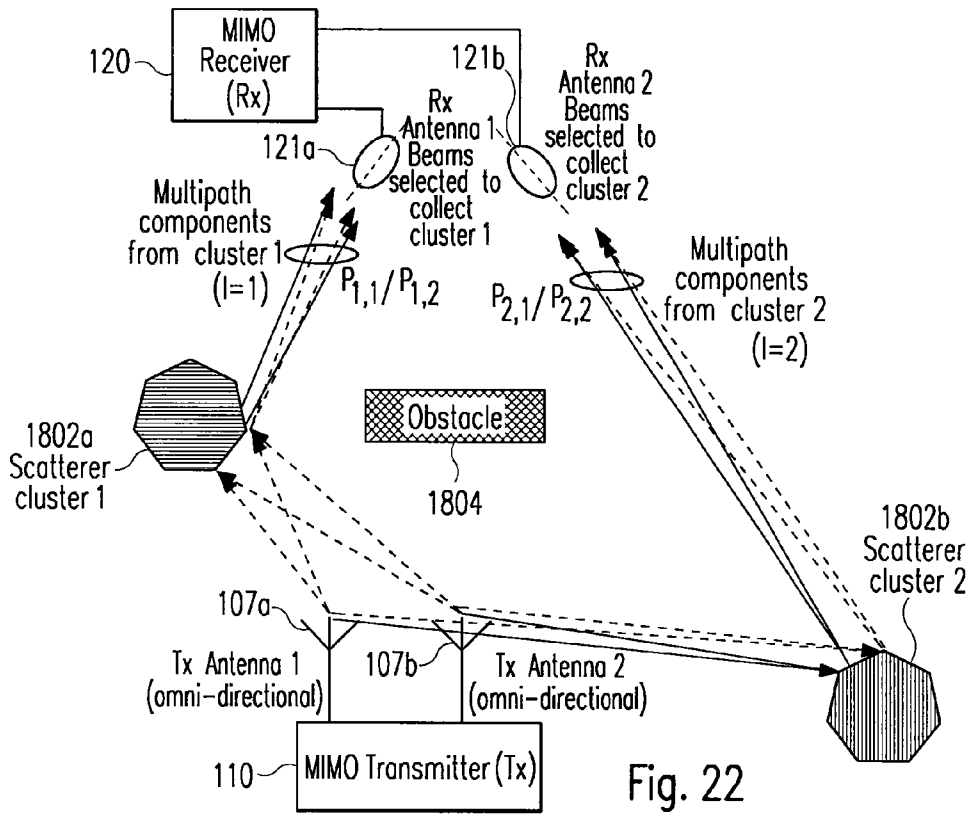 MIMO
Receiver
(Rx)
120
121a
121b
Rx
Antenna 1
Beams
selected to
collect
cluster 1
Rx
Antenna 2
Beams
selected to
collect
cluster 2
Multipath
components
from cluster 1
(l=1)
P1,1/P1,2
P2,1/P2,2
Multipath
components
from cluster 2
(l=2)
1802a
Scatterer
cluster 1
Obstacle
1804
1802b
Scatterer
cluster 2
107a
107b
Tx Antenna 1
(omni-directional)
Tx Antenna 2
(omni-directional)
110
MIMO Transmitter (Tx)
Fig. 22